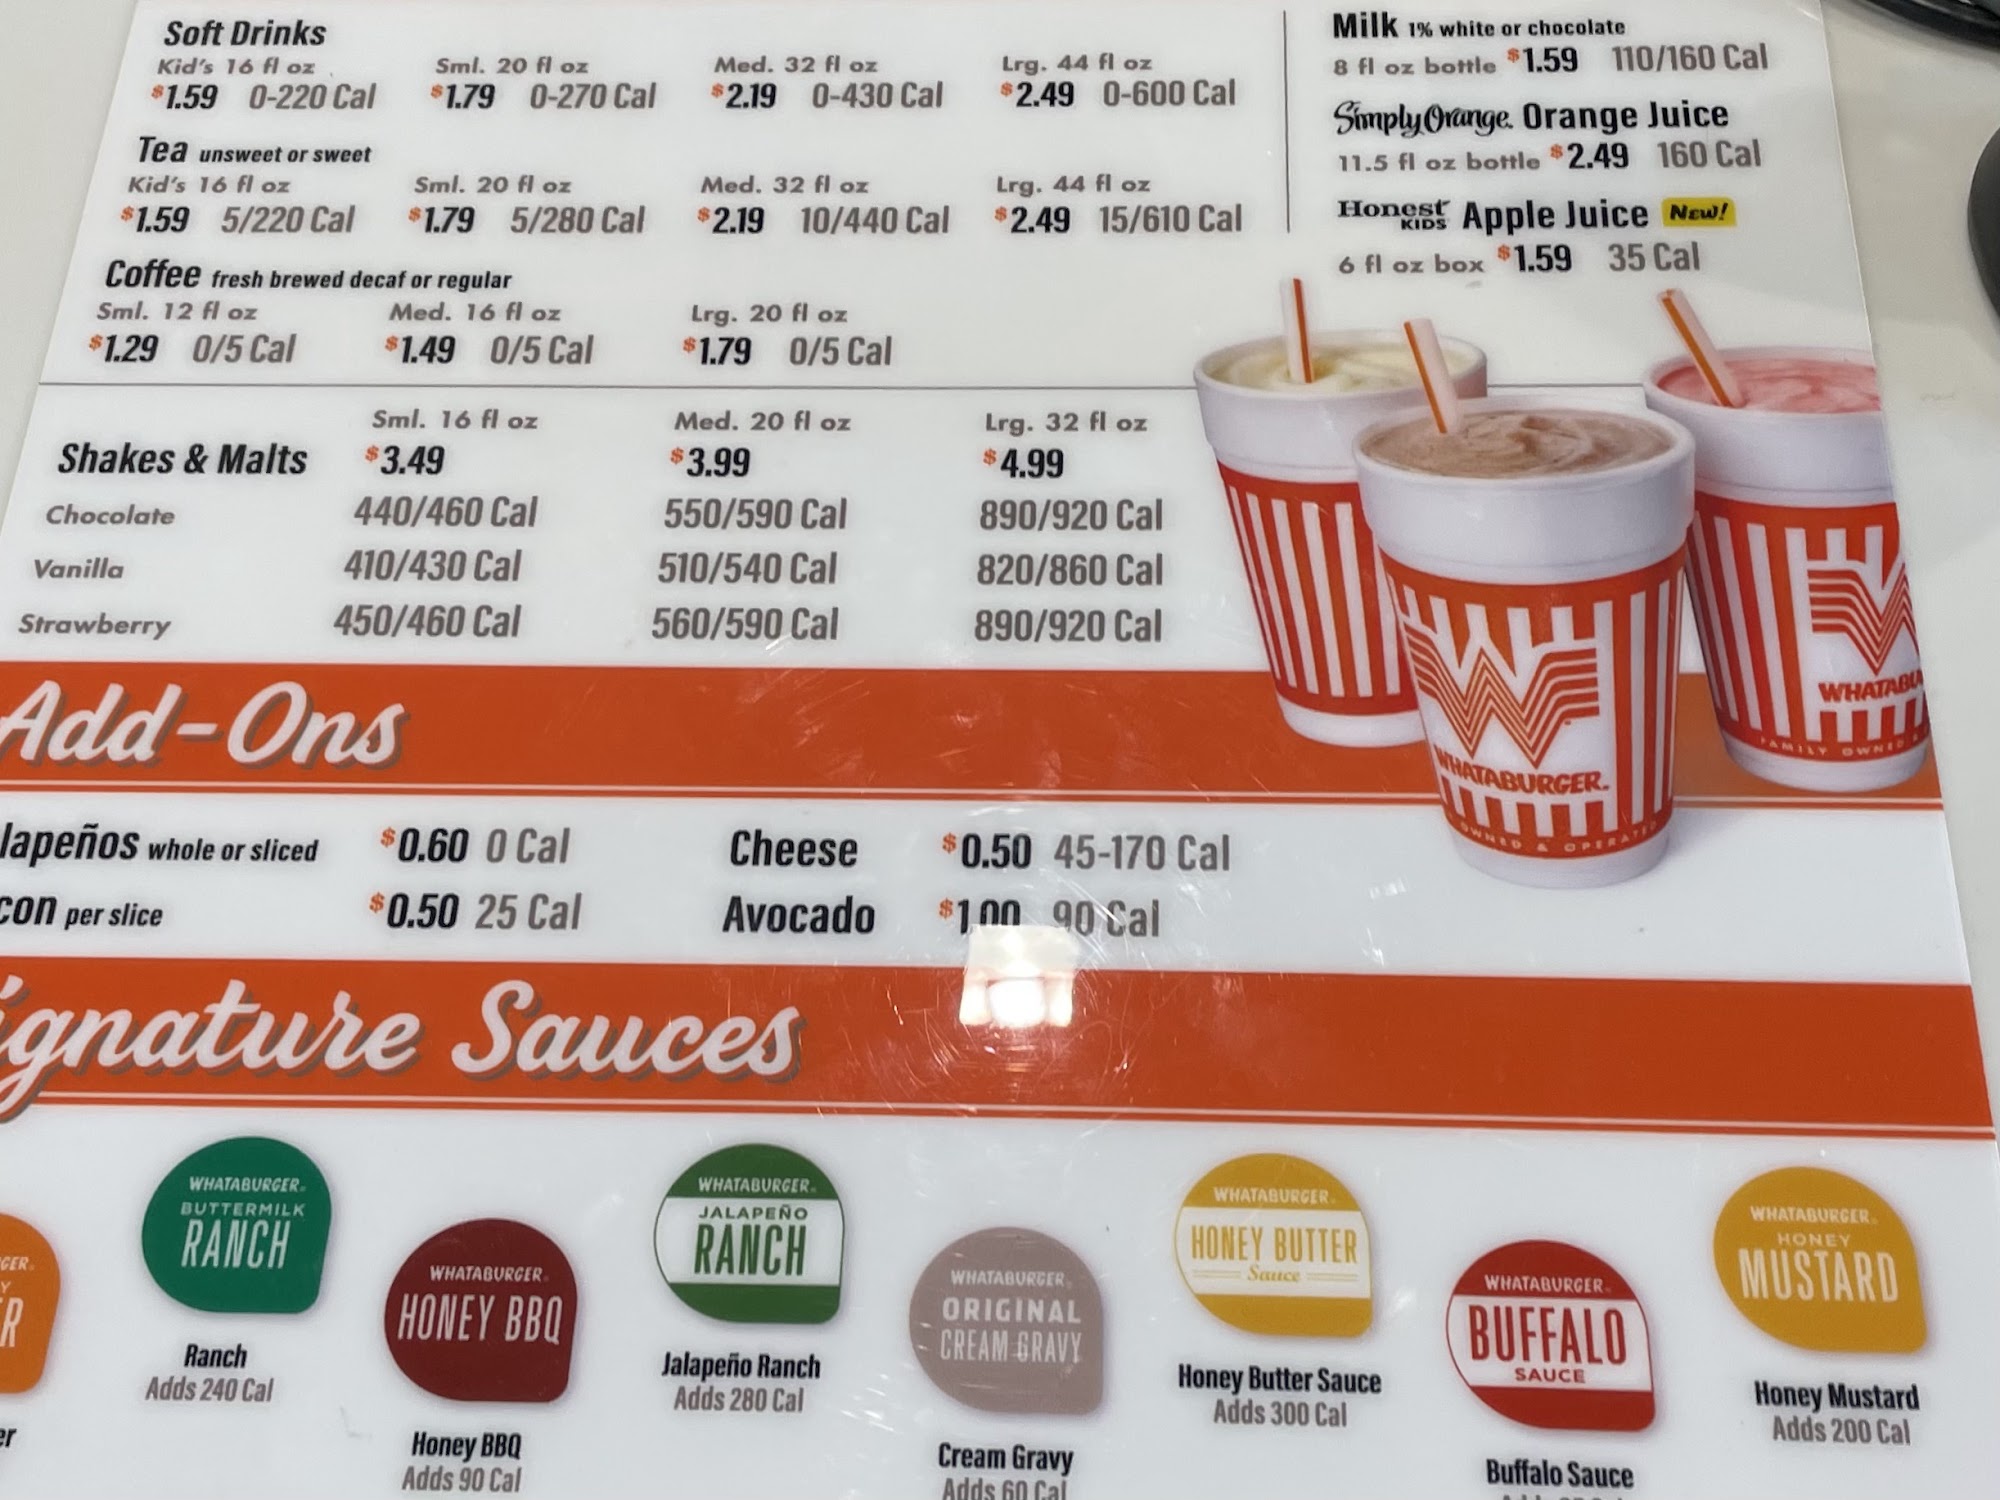 Soft Drinks
Kid's 16 fl oz Sml. 20 fl oz Med. 32 fl oz Lrg. 44 fl oz
$1.59 0-220 Cal $1.79 0-270 Cal $2.19 0-430 Cal $2.49 0-600 Cal
Tea unsweet or sweet
Kid's 16 fl oz Sml. 20 fl oz Med. 32 fl oz Lrg. 44 fl oz
$1.59 5/220 Cal $1.79 5/280 Cal $2.19 10/440 Cal $2.49 15/610 Cal
Coffee fresh brewed decaf or regular
Sml. 12 fl oz Med. 16 fl oz Lrg. 20 fl oz
$1.29 0/5 Cal $1.49 0/5 Cal $1.79 0/5 Cal
Milk 1% white or chocolate
8 fl oz bottle $1.59 110/160 Cal
Simply Orange. Orange Juice
11.5 fl oz bottle $2.49 160 Cal
Honest KIDS Apple Juice New!
6 fl oz box $1.59 35 Cal
Sml. 16 fl oz Med. 20 fl oz Lrg. 32 fl oz
Shakes & Malts $3.49 $3.99 $4.99
Chocolate 440/460 Cal 550/590 Cal 890/920 Cal
Vanilla 410/430 Cal 510/540 Cal 820/860 Cal
Strawberry 450/460 Cal 560/590 Cal 890/920 Cal
WHATABURGER.
OWNED & OPERATE
WHATABU
FAMILY OWNED
Add-Ons
lapeños whole or sliced $0.60 0 Cal Cheese $0.50 45-170 Cal
con per slice $0.50 25 Cal Avocado $1.00 90 Cal
ignature Sauces
GER.
Y
R
er
WHATABURGER.
BUTTERMILK
RANCH
Ranch
Adds 240 Cal
WHATABURGER.
HONEY BBQ
Honey BBQ
Adds 90 Cal
WHATABURGER.
JALAPEÑO
RANCH
Jalapeño Ranch
Adds 280 Cal
WHATABURGER.
ORIGINAL
CREAM GRAVY
Cream Gravy
Adds 60 Cal
WHATABURGER.
HONEY BUTTER
Sauce
Honey Butter Sauce
Adds 300 Cal
WHATABURGER.
BUFFALO
SAUCE
Buffalo Sauce
WHATABURGER.
HONEY
MUSTARD
Honey Mustard
Adds 200 Cal